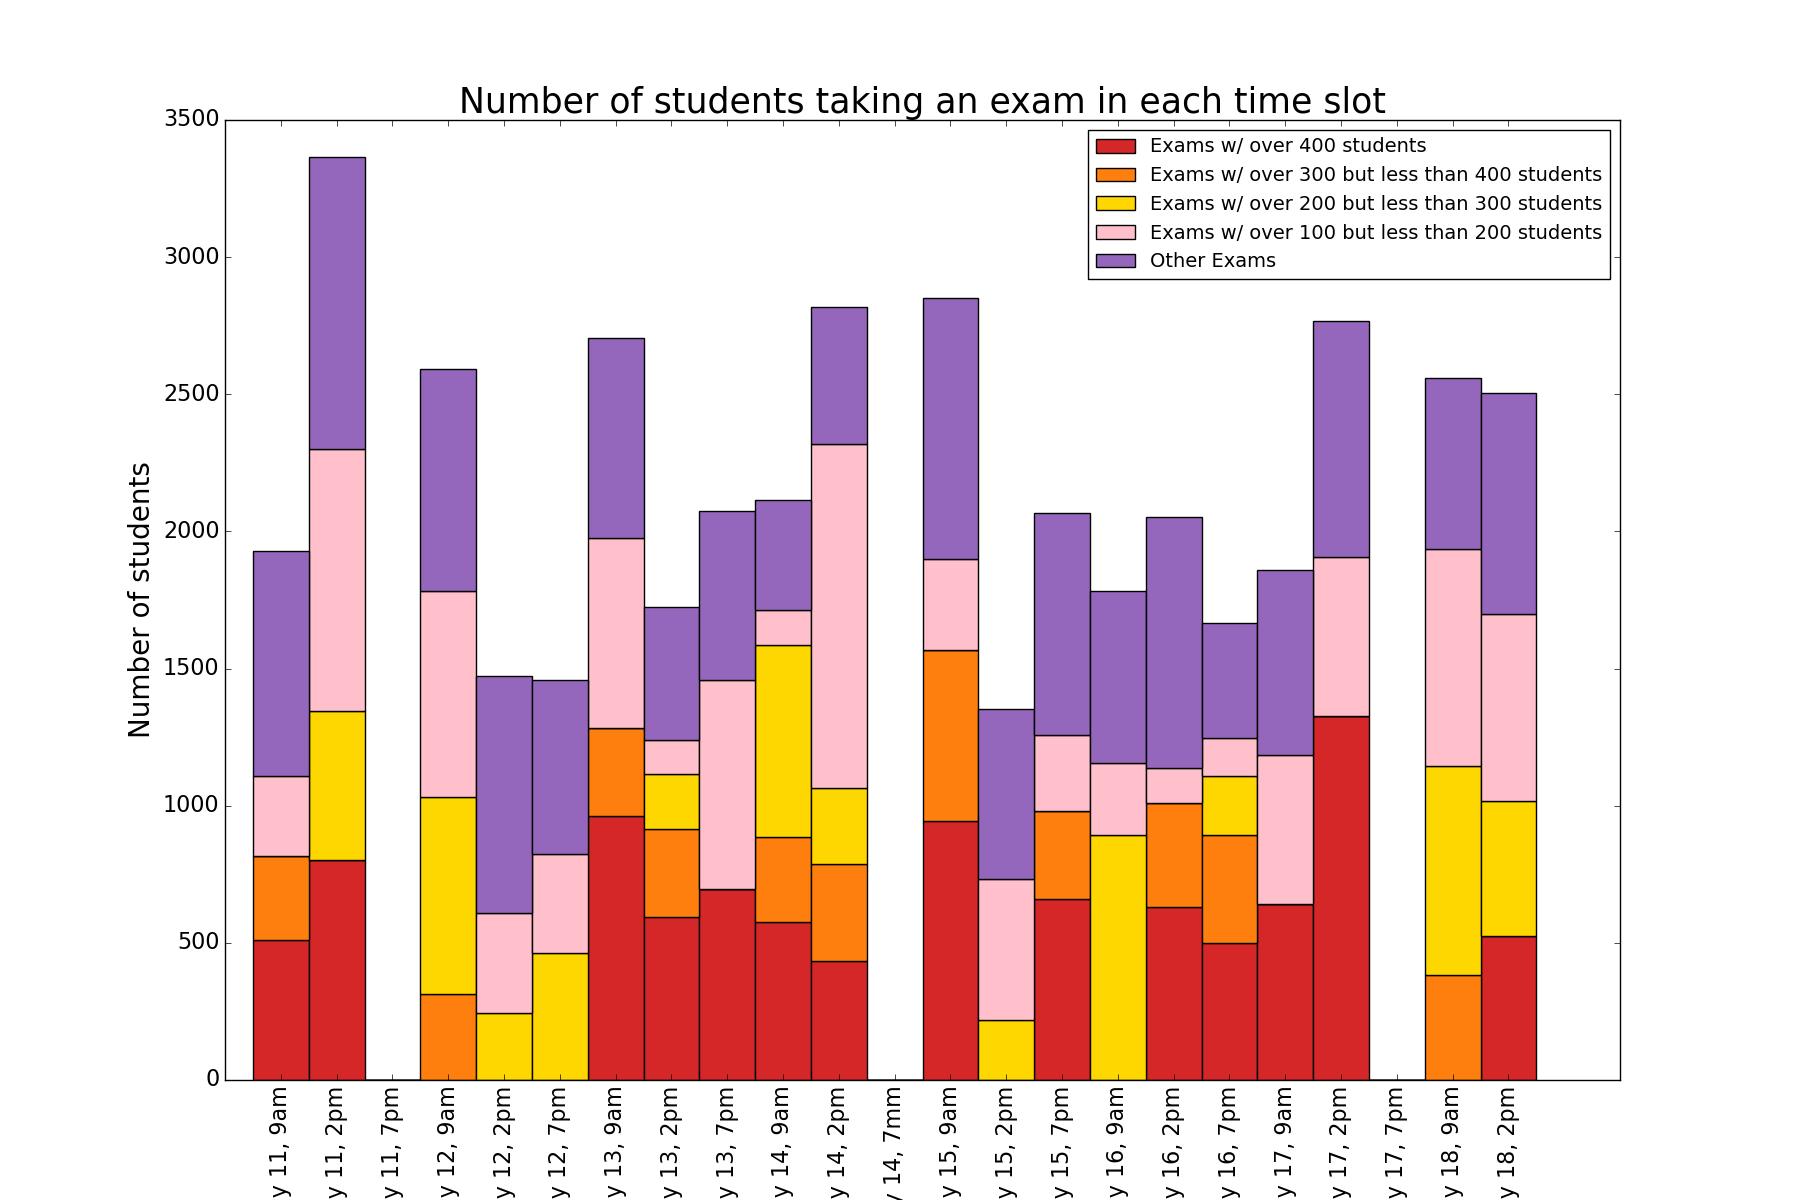 Number of students taking an exam in each time slot
Exams w/ over 400 students
Exams w/ over 300 but less than 400 students
Exams w/ over 200 but less than 300 students
Exams w/ over 100 but less than 200 students
Other Exams
3500
3000
2500
2000
1500
1000
500
0
Number of students
y 11, 9am
y 11, 2pm
y 11, 7pm
y 12, 9am
y 12, 2pm
y 12, 7pm
y 13, 9am
y 13, 2pm
y 13, 7pm
y 14, 9am
y 14, 2pm
y 14, 7mm
y 15, 9am
y 15, 2pm
y 15, 7pm
y 16, 9am
y 16, 2pm
y 16, 7pm
y 17, 9am
y 17, 2pm
y 17, 7pm
y 18, 9am
y 18, 2pm